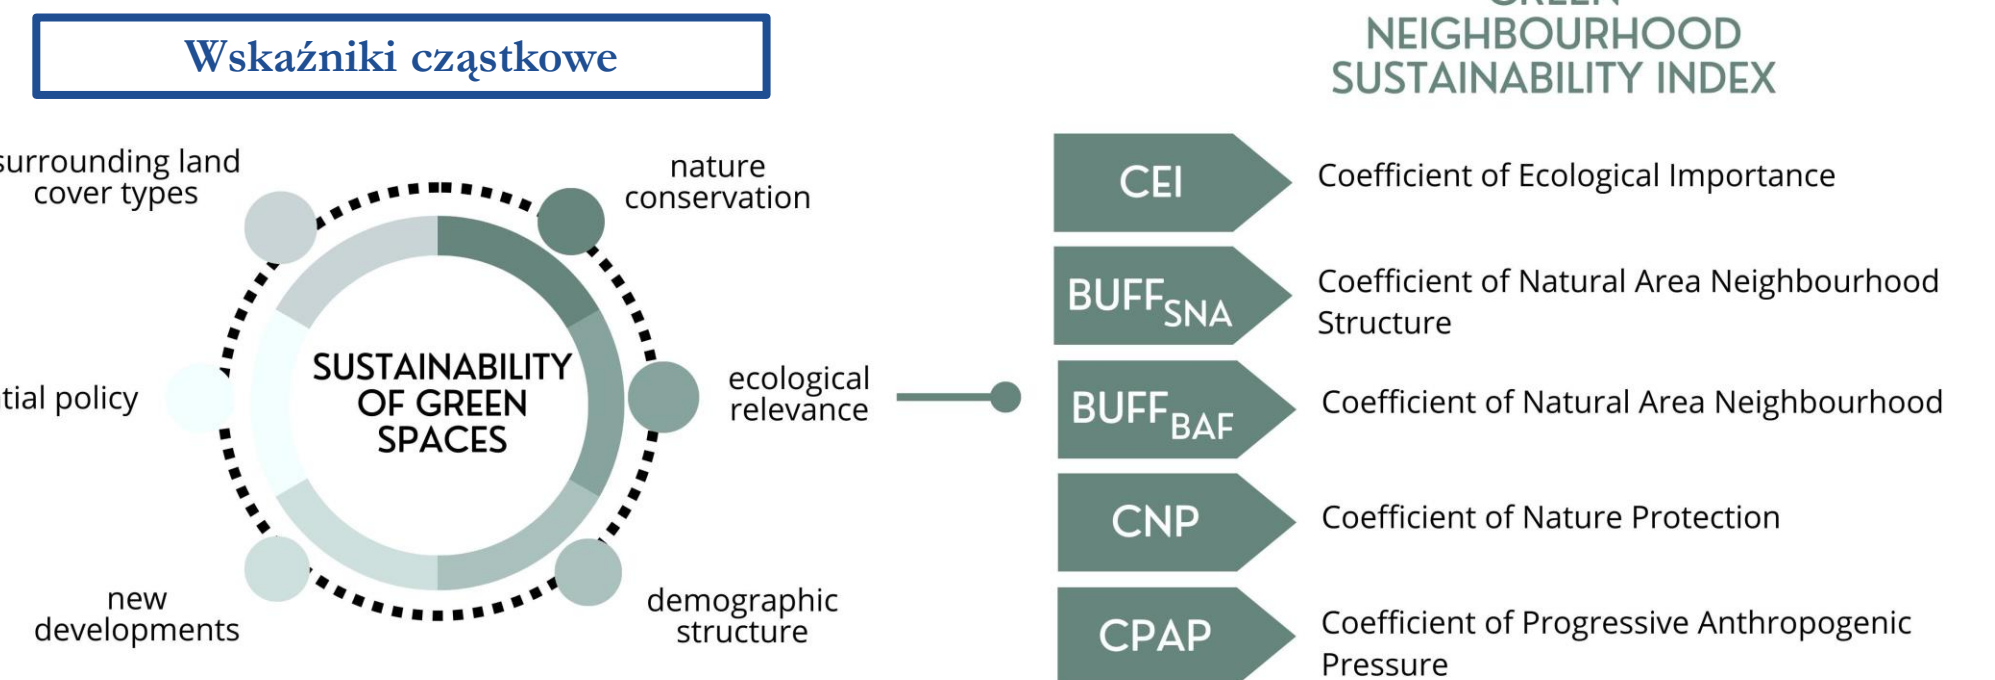 Wskaźniki cząstkowe
NEIGHBOURHOOD
SUSTAINABILITY INDEX
surrounding land
cover types
nature
conservation
policy
SUSTAINABILITY
OF GREEN
SPACES
ecological
relevance
new
developments
demographic
structure
CEI
Coefficient of Ecological Importance
BUFFSNA
Coefficient of Natural Area Neighbourhood
Structure
BUFFBAF
Coefficient of Natural Area Neighbourhood
CNP
Coefficient of Nature Protection
CPAP
Coefficient of Progressive Anthropogenic
Pressure